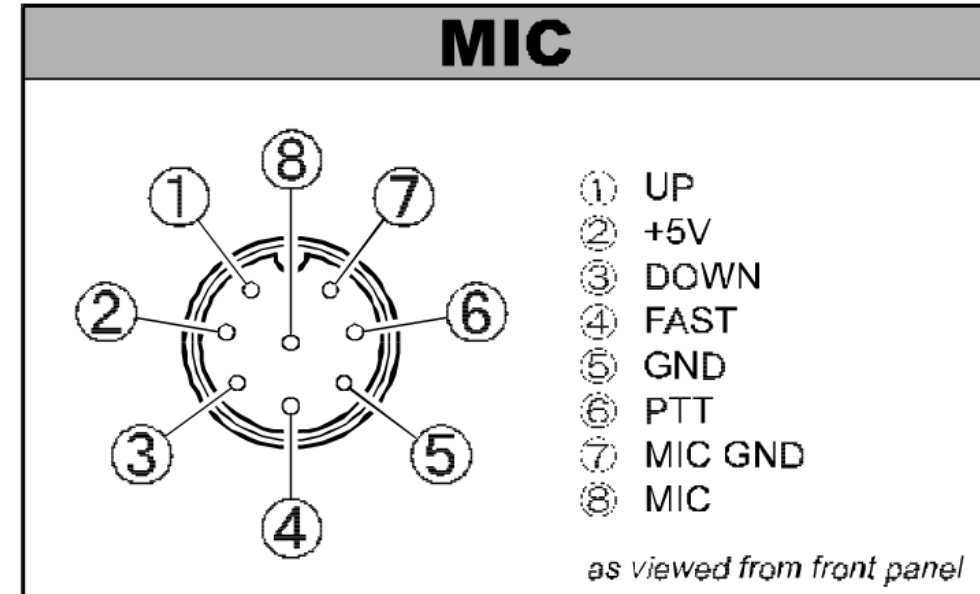 MIC
⑧
① ⑦
② ⑥
③ ⑤
④
① UP
② +5V
③ DOWN
④ FAST
⑤ GND
⑥ PTT
⑦ MIC GND
⑧ MIC
as viewed from front panel